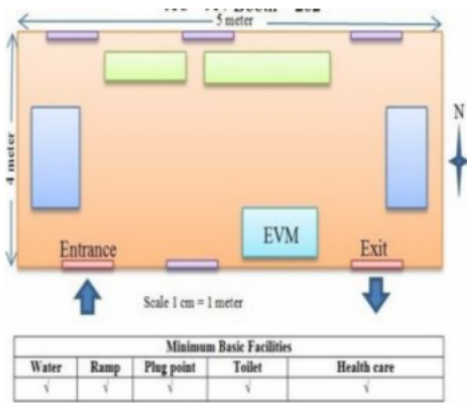 5 meter
4 meter
N
EVM
Entrance
Exit
Scale 1 cm = 1 meter
Minimum Basic Facilities
Water Ramp Plug point Toilet Health care
√ √ √ √ √